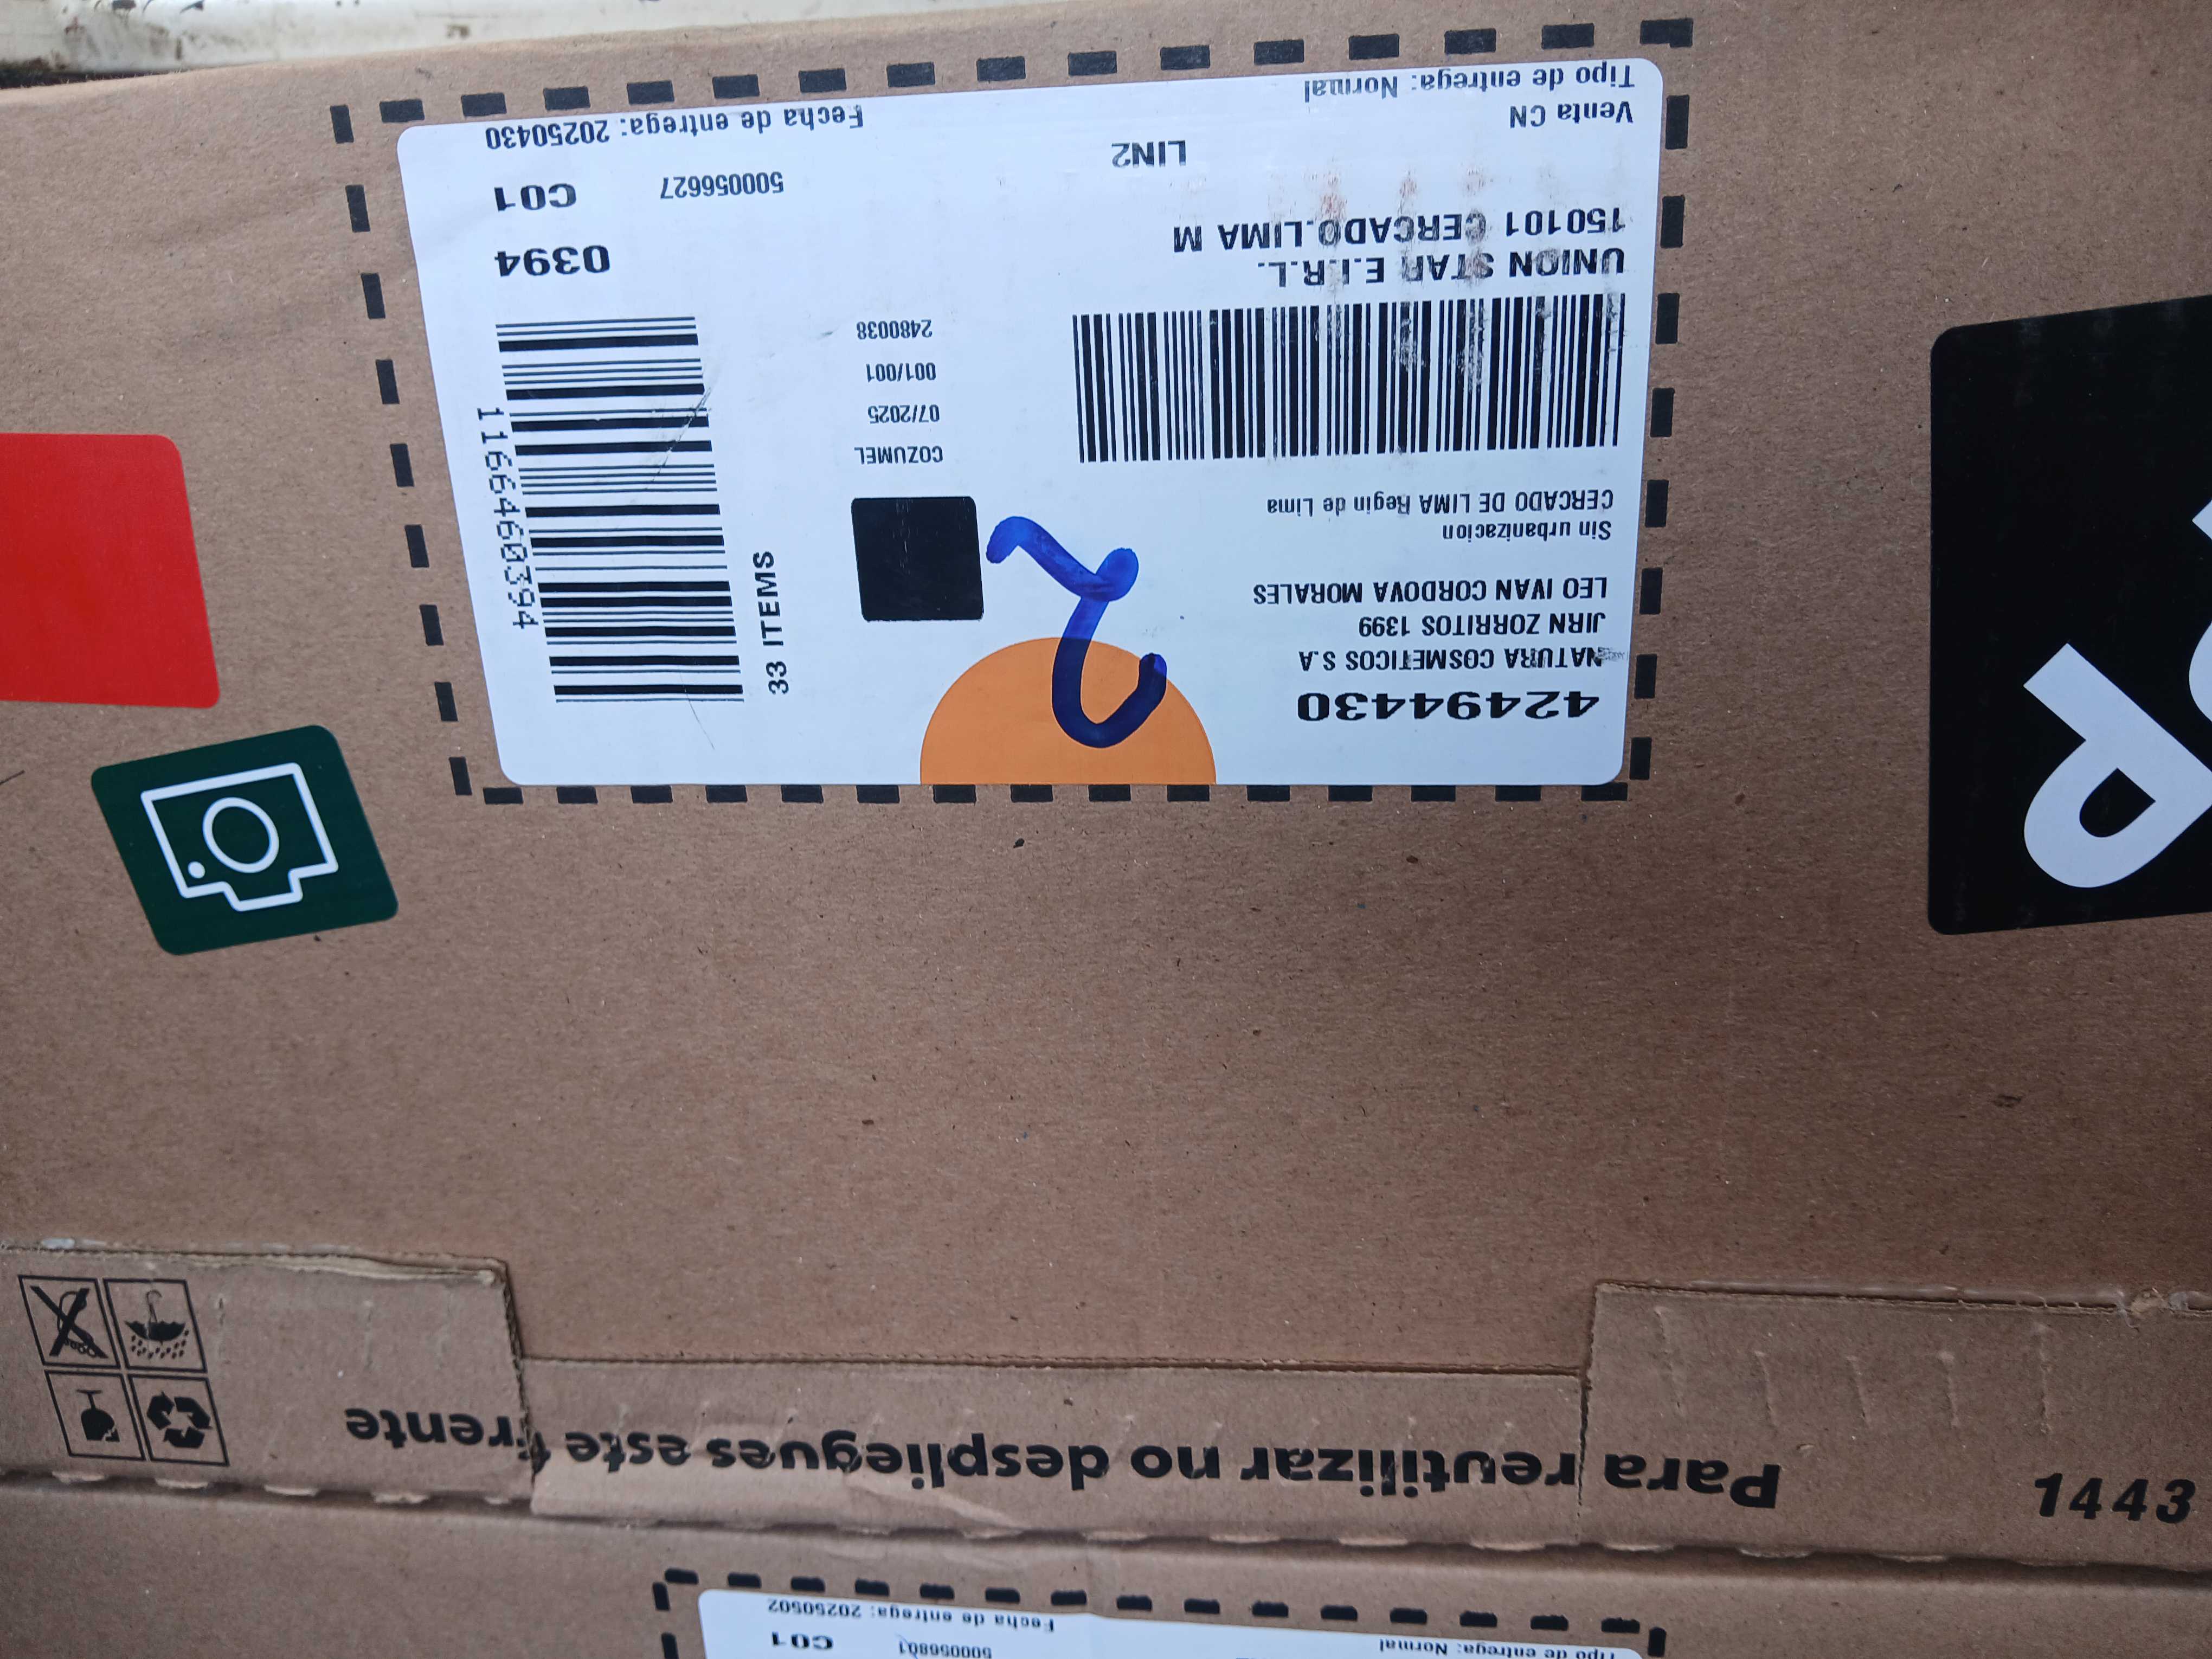 42494430
NATURA COSMETICOS S.A
JIRN ZORRITOS 1399
LEO IVAN CORDOVA MORALES
Sin urbanizacion
CERCADO DE LIMA Regin de Lima
UNION STAR E.I.R.L.
150101 CERCADO.LIMA M
LIN2
Venta CN
Tipo de entrega: Normal
2
COZUMEL
07/2025
001/001
2480038
33 ITEMS
1166460394
0394
C01
500056627
Fecha de entrega: 20250430
Para reutilizar no despliegues este frente
1443
Tipo de entrega: Normal
500056801
C01
Fecha de entrega: 20250502